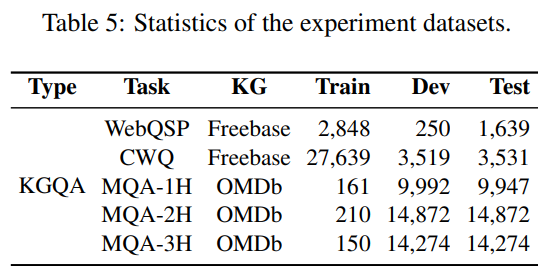 Table 5: Statistics of the experiment datasets.
Type Task KG Train Dev Test
WebQSP Freebase 2,848 250 1,639
CWQ Freebase 27,639 3,519 3,531
KGQA MQA-1H OMDb 161 9,992 9,947
MQA-2H OMDb 210 14,872 14,872
MQA-3H OMDb 150 14,274 14,274